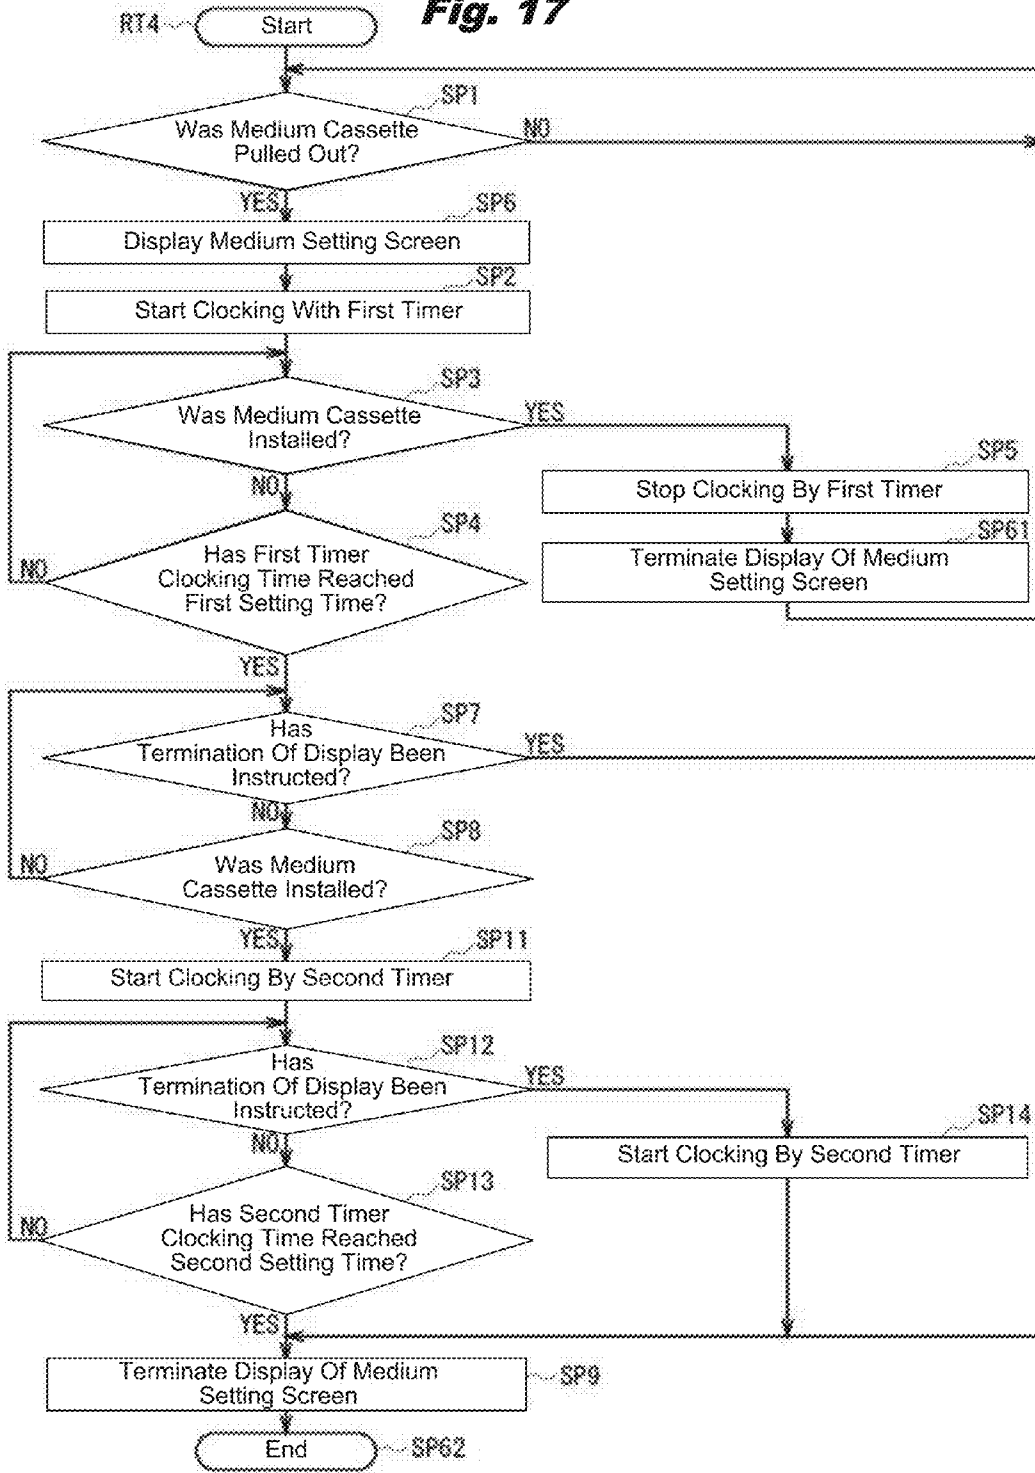 Fig. 17
RT4
Start
SP1
Was Medium Cassette
Pulled Out?
NO
YES
SP6
Display Medium Setting Screen
SP2
Start Clocking With First Timer
SP3
Was Medium Cassette
Installed?
YES
NO
SP5
Stop Clocking By First Timer
SP4
Has First Timer
Clocking Time Reached
First Setting Time?
NO
YES
SP61
Terminate Display Of Medium
Setting Screen
SP7
Has
Termination Of Display Been
Instructed?
YES
NO
SP8
Was Medium
Cassette Installed?
NO
YES
SP11
Start Clocking By Second Timer
SP12
Has
Termination Of Display Been
Instructed?
YES
NO
SP14
Start Clocking By Second Timer
SP13
Has Second Timer
Clocking Time Reached
Second Setting Time?
NO
YES
Terminate Display Of Medium
Setting Screen
SP9
End
SP62